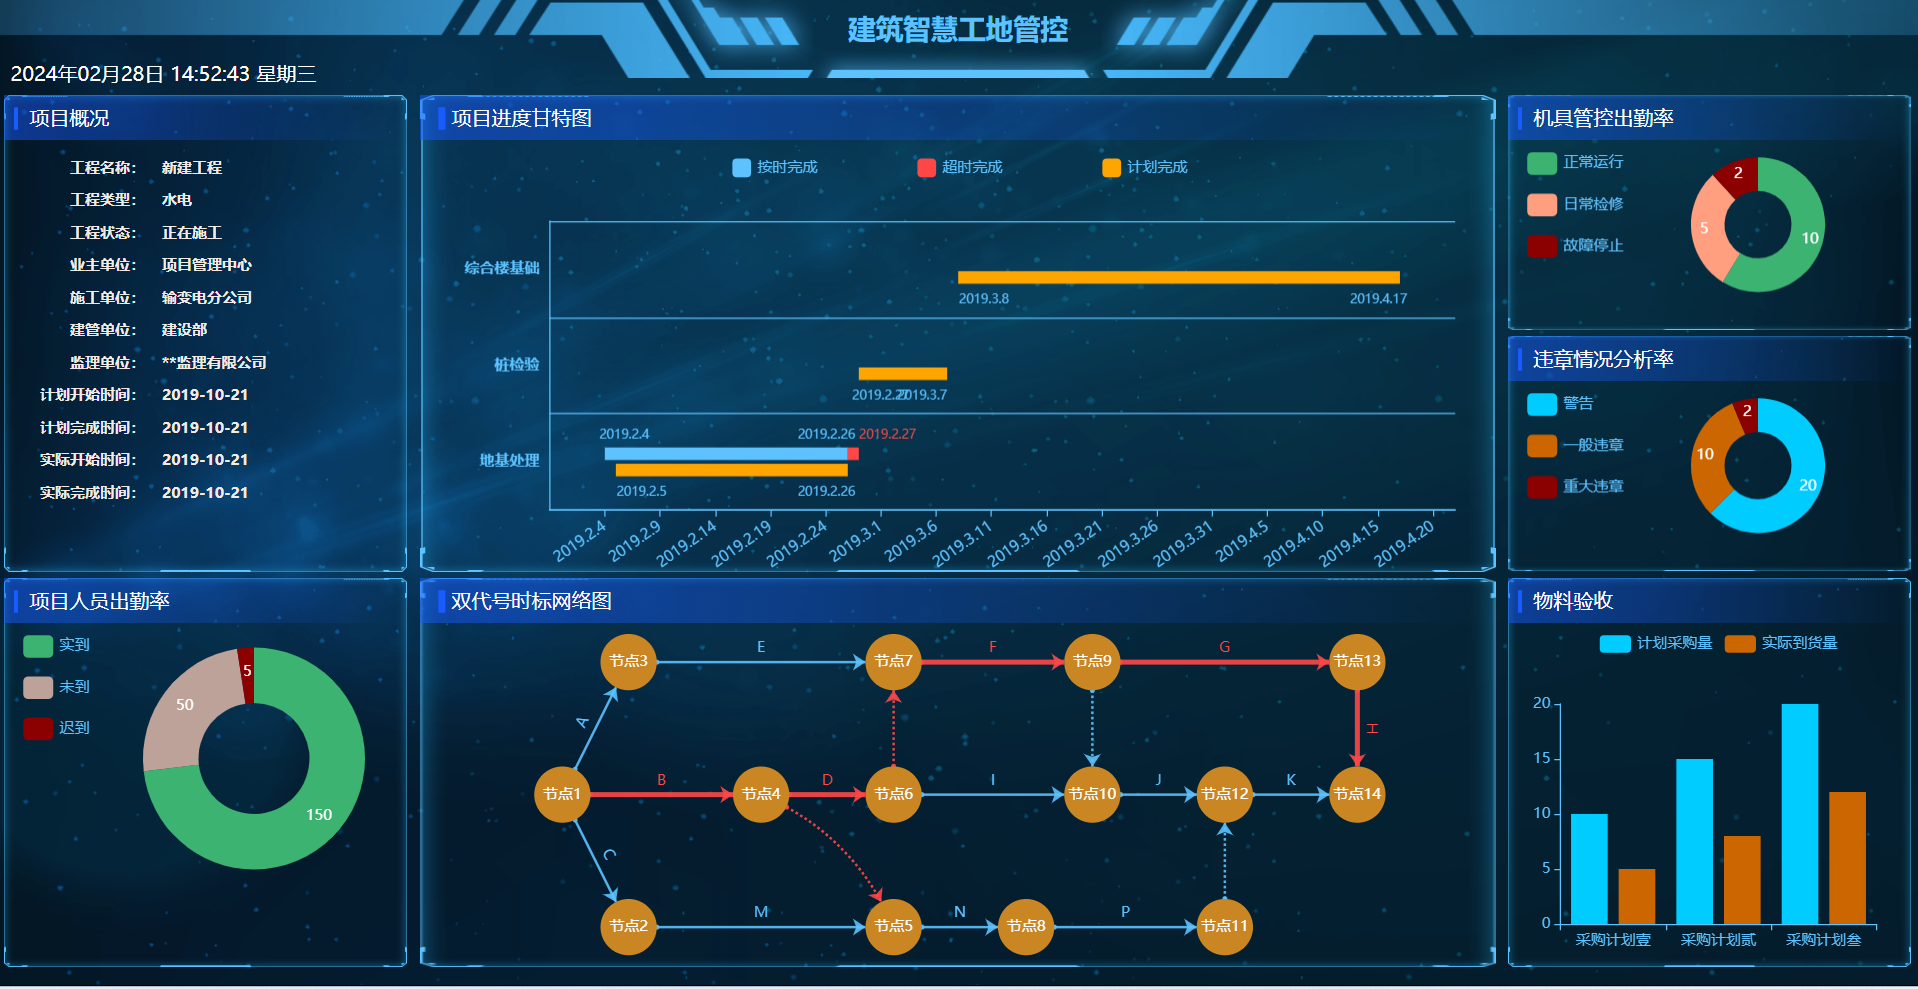 建筑智慧工地管控
2024年02月28日 14:52:43 星期三
项目概况
工程名称： 新建工程
工程类型： 水电
工程状态： 正在施工
业主单位： 项目管理中心
施工单位： 输变电分公司
建管单位： 建设部
监理单位： **监理有限公司
计划开始时间： 2019-10-21
计划完成时间： 2019-10-21
实际开始时间： 2019-10-21
实际完成时间： 2019-10-21
项目进度甘特图
按时完成 超时完成 计划完成
综合楼基础
2019.3.8 2019.4.17
桩检验
2019.2.27 2019.3.7
2019.2.4 2019.2.26 2019.2.27
地基处理
2019.2.5 2019.2.26
2019.2.4 2019.2.9 2019.2.14 2019.2.19 2019.2.24 2019.3.1 2019.3.6 2019.3.11 2019.3.16 2019.3.21 2019.3.26 2019.3.31 2019.4.5 2019.4.10 2019.4.15 2019.4.20
机具管控出勤率
正常运行
日常检修
故障停止
2
5
10
违章情况分析率
警告
一般违章
重大违章
2
10
20
项目人员出勤率
实到
未到
迟到
5
50
150
双代号时标网络图
E F G
节点3 节点7 节点9 节点13
A H
B D I J K
节点1 节点4 节点6 节点10 节点12 节点14
C
M N P
节点2 节点5 节点8 节点11
物料验收
计划采购量 实际到货量
20
15
10
5
0
采购计划壹 采购计划贰 采购计划叁